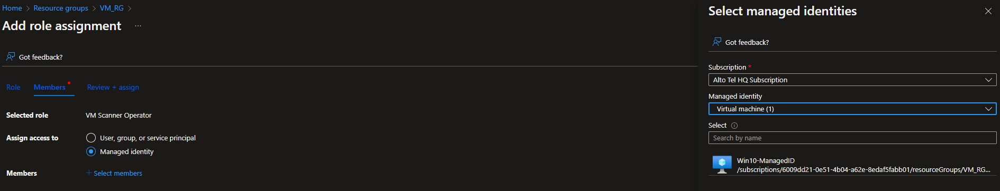 Home > Resource groups > VM_RG >
Add role assignment ...
Got feedback?
Role Members Review + assign
Selected role VM Scanner Operator
Assign access to User, group, or service principal
Managed identity
Members + Select members
Select managed identities
Got feedback?
Subscription *
Alto Tel HQ Subscription
Managed identity
Virtual machine (1)
Select
Search by name
Win10-ManagedID
/subscriptions/6009dd21-0e51-4b04-a62e-8edaf5fabb01/resourceGroups/VM_RG...